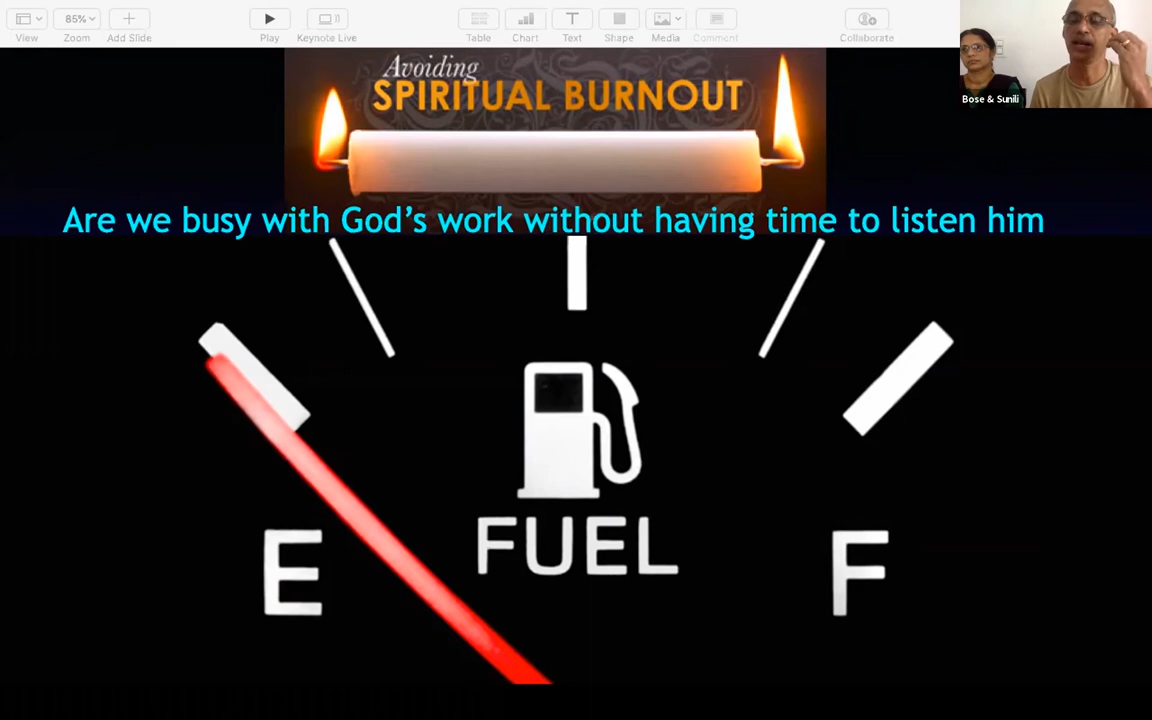 85%
View
Zoom
Add Slide
Play
Keynote Live
Table
Chart
Text
Shape
Media
Comment
Collaborate
Bose & Sunili
Avoiding
SPIRITUAL BURNOUT
Are we busy with God’s work without having time to listen him
FUEL
E
F